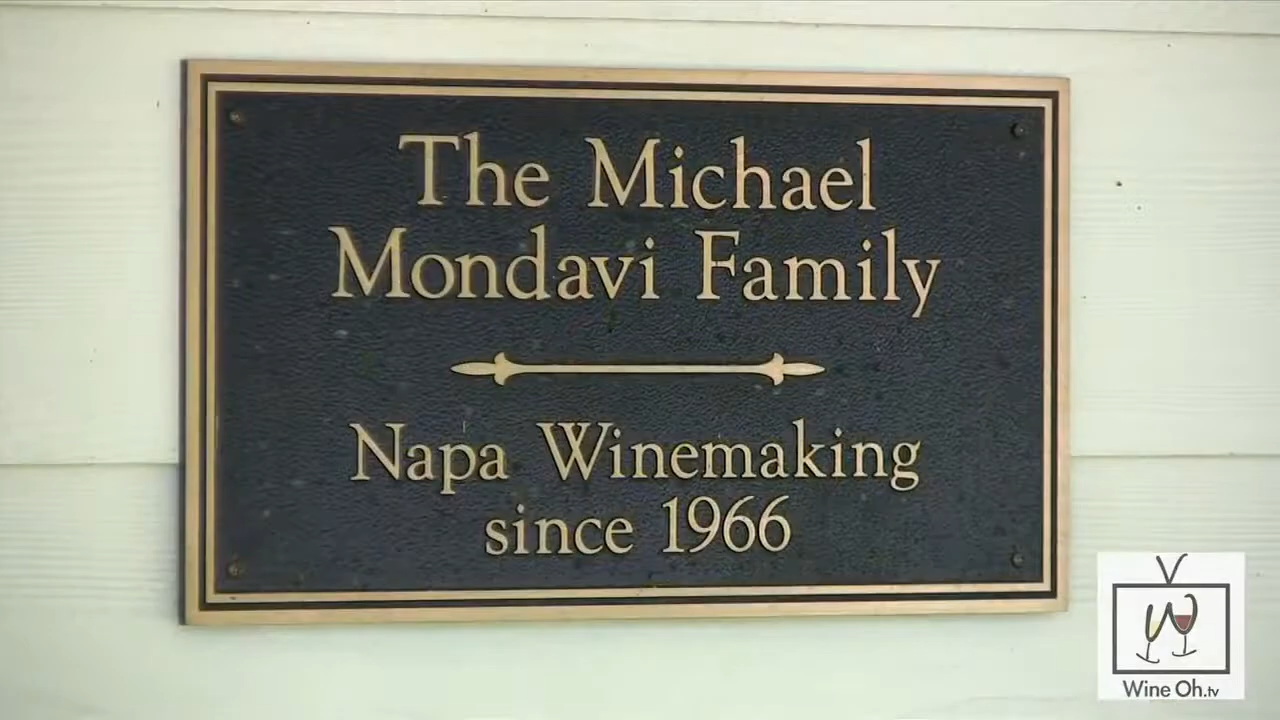 The Michael
Mondavi Family
Napa Winemaking
since 1966
Wine Oh.tv